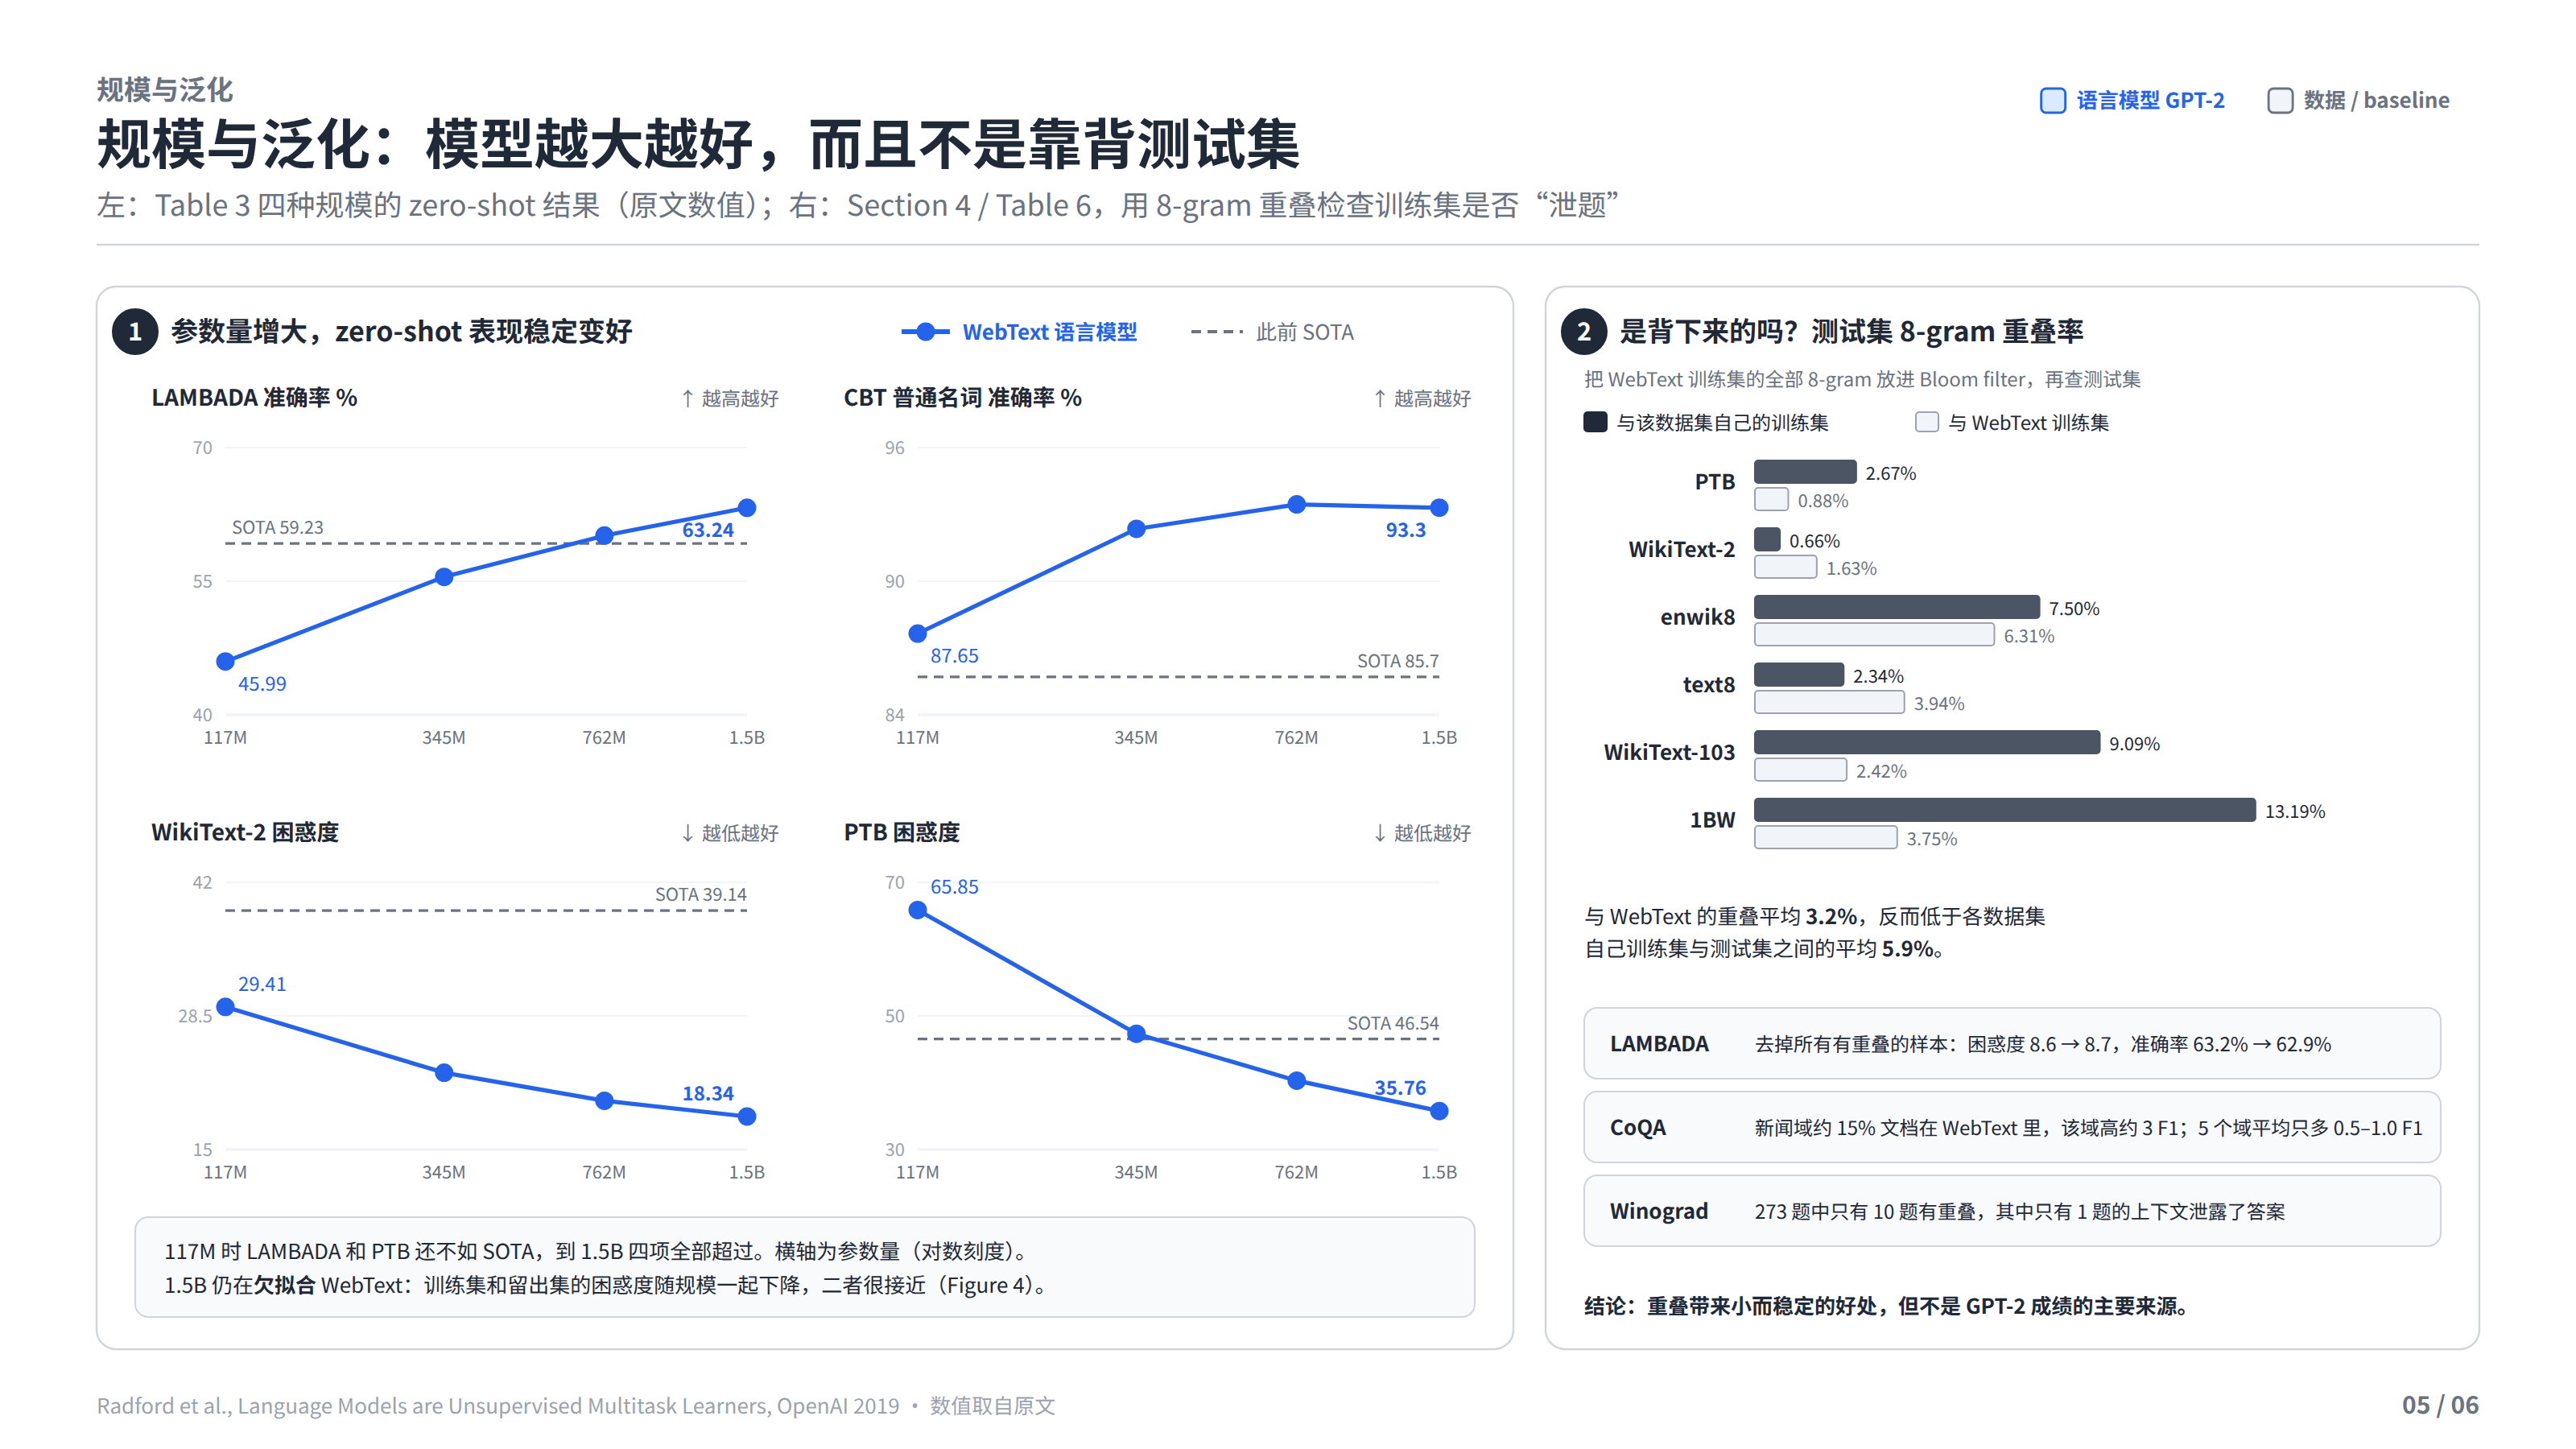 规模与泛化
规模与泛化：模型越大越好，而且不是靠背测试集
左：Table 3 四种规模的 zero-shot 结果（原文数值）；右：Section 4 / Table 6，用 8-gram 重叠检查训练集是否“泄题”
语言模型 GPT-2
数据 / baseline
1 参数量增大，zero-shot 表现稳定变好
WebText 语言模型
此前 SOTA
LAMBADA 准确率 %
↑ 越高越好
70
SOTA 59.23
63.24
55
45.99
40
117M 345M 762M 1.5B
CBT 普通名词 准确率 %
↑ 越高越好
96
93.3
90
87.65
SOTA 85.7
84
117M 345M 762M 1.5B
WikiText-2 困惑度
↓ 越低越好
42
SOTA 39.14
29.41
28.5
18.34
15
117M 345M 762M 1.5B
PTB 困惑度
↓ 越低越好
70
65.85
50
SOTA 46.54
35.76
30
117M 345M 762M 1.5B
117M 时 LAMBADA 和 PTB 还不如 SOTA，到 1.5B 四项全部超过。横轴为参数量（对数刻度）。
1.5B 仍在欠拟合 WebText：训练集和留出集的困惑度随规模一起下降，二者很接近（Figure 4）。
2 是背下来的吗？测试集 8-gram 重叠率
把 WebText 训练集的全部 8-gram 放进 Bloom filter，再查测试集
与该数据集自己的训练集
与 WebText 训练集
PTB
2.67%
0.88%
WikiText-2
0.66%
1.63%
enwik8
7.50%
6.31%
text8
2.34%
3.94%
WikiText-103
9.09%
2.42%
1BW
13.19%
3.75%
与 WebText 的重叠平均 3.2%，反而低于各数据集
自己训练集与测试集之间的平均 5.9%。
LAMBADA 去掉所有有重叠的样本：困惑度 8.6 → 8.7，准确率 63.2% → 62.9%
CoQA 新闻域约 15% 文档在 WebText 里，该域高约 3 F1；5 个域平均只多 0.5–1.0 F1
Winograd 273 题中只有 10 题有重叠，其中只有 1 题的上下文泄露了答案
结论：重叠带来小而稳定的好处，但不是 GPT-2 成绩的主要来源。
Radford et al., Language Models are Unsupervised Multitask Learners, OpenAI 2019 · 数值取自原文
05 / 06